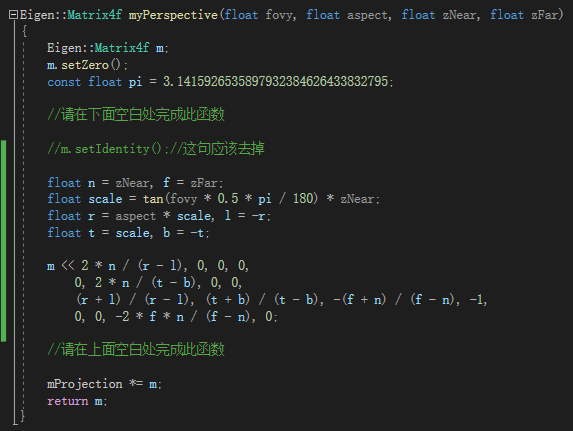 Eigen::Matrix4f myPerspective(float fovy, float aspect, float zNear, float zFar)
{
Eigen::Matrix4f m;
m.setZero();
const float pi = 3.1415926535897932384626433832795;
//请在下面空白处完成此函数
//m.setIdentity();//这句应该去掉
float n = zNear, f = zFar;
float scale = tan(fovy * 0.5 * pi / 180) * zNear;
float r = aspect * scale, l = -r;
float t = scale, b = -t;
m << 2 * n / (r - l), 0, 0, 0,
0, 2 * n / (t - b), 0, 0,
(r + l) / (r - l), (t + b) / (t - b), -(f + n) / (f - n), -1,
0, 0, -2 * f * n / (f - n), 0;
//请在上面空白处完成此函数
mProjection *= m;
return m;
}